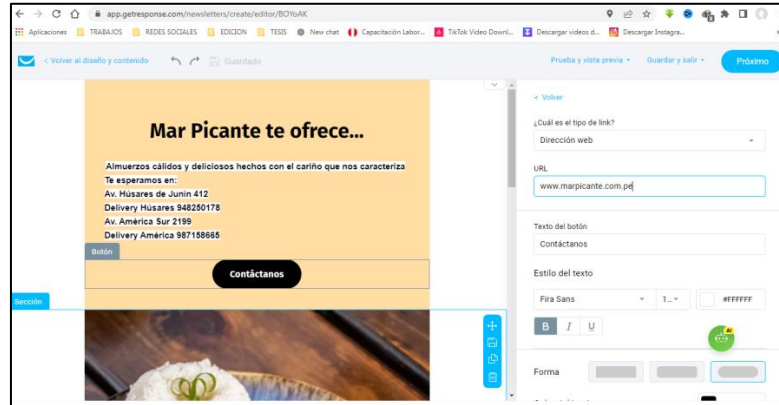 app.getresponse.com/newsletters/create/editor/BOYoAK
Aplicaciones TRABAJOS REDES SOCIALES EDICION TESIS New chat Capacitación Labor... TikTok Video Downl... Descargar videos d... Descargar Instagra...
< Volver al diseño y contenido Guardado Prueba y vista previa Guardar y salir Próximo
Mar Picante te ofrece...
Almuerzos cálidos y deliciosos hechos con el cariño que nos caracteriza
Te esperamos en:
Av. Húsares de Junin 412
Delivery Húsares 948250178
Av. América Sur 2199
Delivery América 987158665
Botón
Contáctanos
Sección
< Volver
¿Cuál es el tipo de link?
Dirección web
URL
www.marpicante.com.pe
Texto del botón
Contáctanos
Estilo del texto
Fira Sans 1... #FFFFFF
B I U
AI
Forma